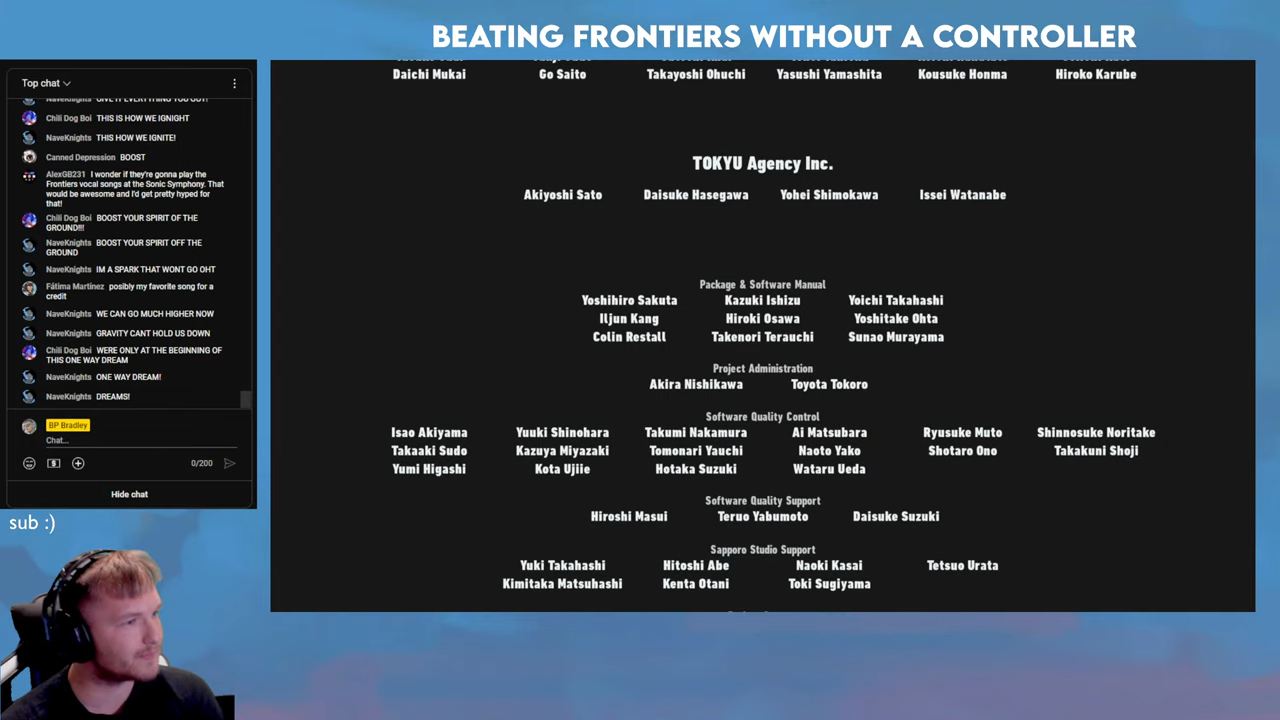 BEATING FRONTIERS WITHOUT A CONTROLLER
Top chat
NaveKnights GIVE IT EVERYTHING YOU GOT!
Chili Dog Boi THIS IS HOW WE IGNIGHT
NaveKnights THIS HOW WE IGNITE!
Canned Depression BOOST
AlexGB231 I wonder if they're gonna play the
Frontiers vocal songs at the Sonic Symphony. That
would be awesome and I'd get pretty hyped for
that!
Chili Dog Boi BOOST YOUR SPIRIT OF THE
GROUND!!!
NaveKnights BOOST YOUR SPIRIT OFF THE
GROUND
NaveKnights IM A SPARK THAT WONT GO OHT
Fátima Martínez posibly my favorite song for a
credit
NaveKnights WE CAN GO MUCH HIGHER NOW
NaveKnights GRAVITY CANT HOLD US DOWN
Chili Dog Boi WERE ONLY AT THE BEGINNING OF
THIS ONE WAY DREAM
NaveKnights ONE WAY DREAM!
NaveKnights DREAMS!
BP Bradley
Chat...
0/200
Hide chat
sub :)
Daichi Mukai Go Saito Takayoshi Ohuchi Yasushi Yamashita Kousuke Honma Hiroko Karube
TOKYU Agency Inc.
Akiyoshi Sato Daisuke Hasegawa Yohei Shimokawa Issei Watanabe
Package & Software Manual
Yoshihiro Sakuta Kazuki Ishizu Yoichi Takahashi
Iljun Kang Hiroki Osawa Yoshitake Ohta
Colin Restall Takenori Terauchi Sunao Murayama
Project Administration
Akira Nishikawa Toyota Tokoro
Software Quality Control
Isao Akiyama Yuuki Shinohara Takumi Nakamura Ai Matsubara Ryusuke Muto Shinnosuke Noritake
Takaaki Sudo Kazuya Miyazaki Tomonari Yauchi Naoto Yako Shotaro Ono Takakuni Shoji
Yumi Higashi Kota Ujiie Hotaka Suzuki Wataru Ueda
Software Quality Support
Hiroshi Masui Teruo Yabumoto Daisuke Suzuki
Sapporo Studio Support
Yuki Takahashi Hitoshi Abe Naoki Kasai Tetsuo Urata
Kimitaka Matsuhashi Kenta Otani Toki Sugiyama